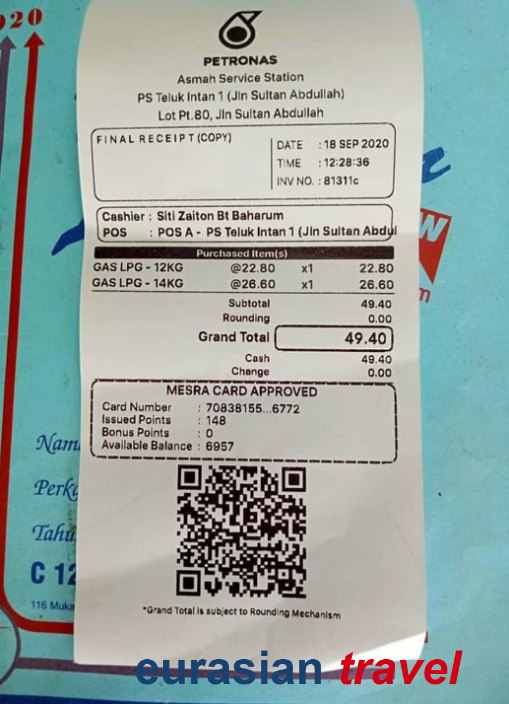 2020
PETRONAS
Asmah Service Station
PS Teluk Intan 1 (Jln Sultan Abdullah)
Lot Pt.80, Jln Sultan Abdullah
FINAL RECEIPT (COPY)
DATE : 18 SEP 2020
TIME : 12:28:36
INV NO. : 81311c
Cashier : Siti Zaiton Bt Baharum
POS : POS A - PS Teluk Intan 1 (Jln Sultan Abdul
Purchased Item(s)
GAS LPG - 12KG @22.80 x1 22.80
GAS LPG - 14KG @26.60 x1 26.60
Subtotal 49.40
Rounding 0.00
Grand Total 49.40
Cash 49.40
Change 0.00
MESRA CARD APPROVED
Card Number : 70838155...6772
Issued Points : 148
Bonus Points : 0
Available Balance : 6957
*Grand Total is subject to Rounding Mechanism
W
m
Nam
Perk
Tahu
C 12
116 Muka
eurasian travel